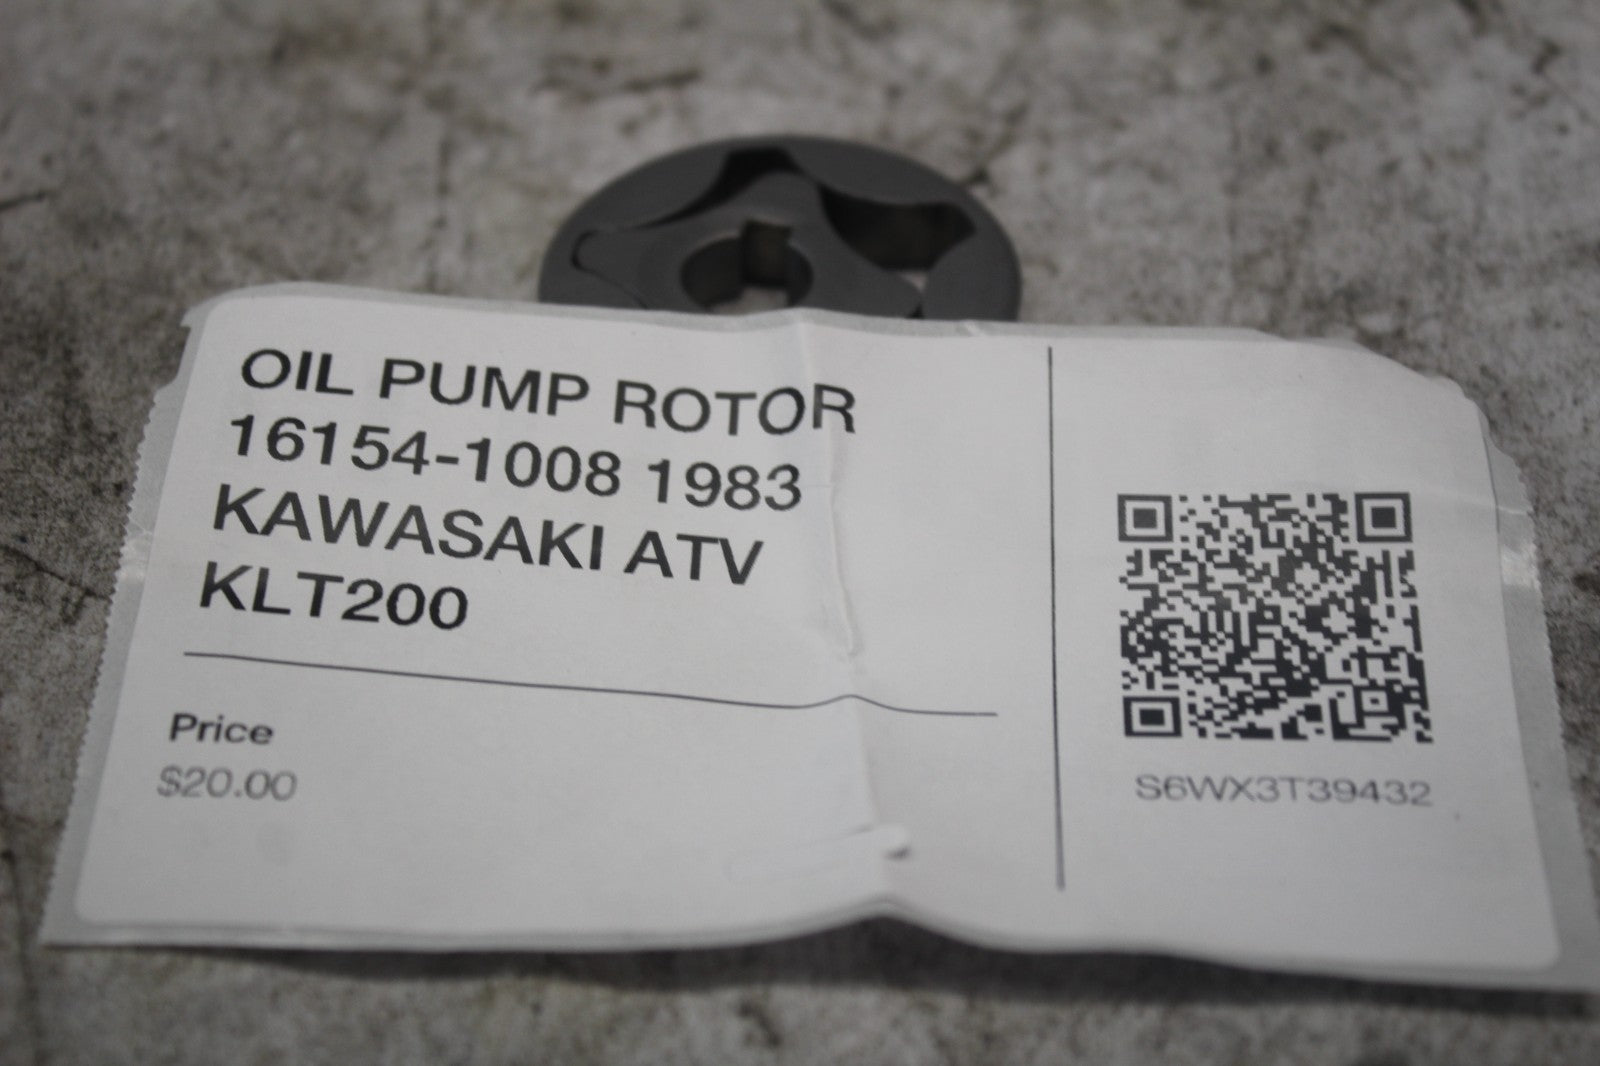 OIL PUMP ROTOR
16154-1008 1983
KAWASAKI ATV
KLT200
Price
$20.00
S6WX3T39432